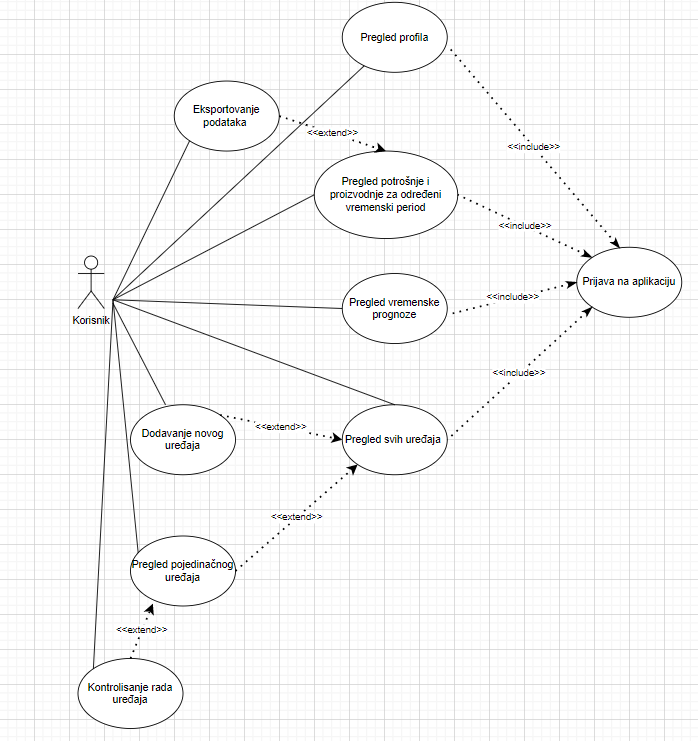 Pregled profila
Eksportovanje
podataka
<<extend>>
<<include>>
Pregled potrošnje i
proizvodnje za određeni
vremenski period
<<include>>
Korisnik
Prijava na aplikaciju
Pregled vremenske
prognoze
<<include>>
<<include>>
Dodavanje novog
uređaja
<<extend>>
Pregled svih uređaja
<<extend>>
Pregled pojedinačnog
uređaja
<<extend>>
Kontrolisanje rada
uređaja